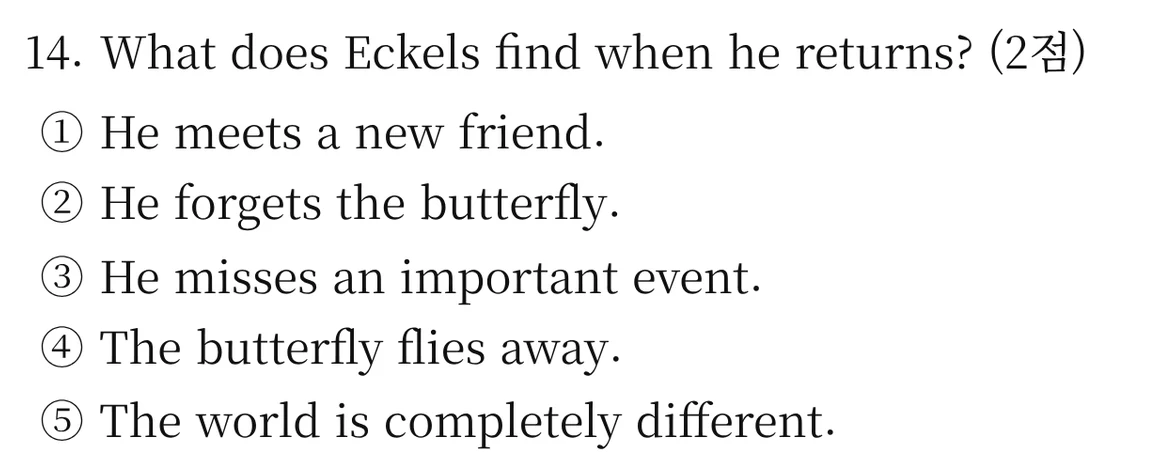 14. What does Eckels find when he returns? (2점)
① He meets a new friend.
② He forgets the butterfly.
③ He misses an important event.
④ The butterfly flies away.
⑤ The world is completely different.